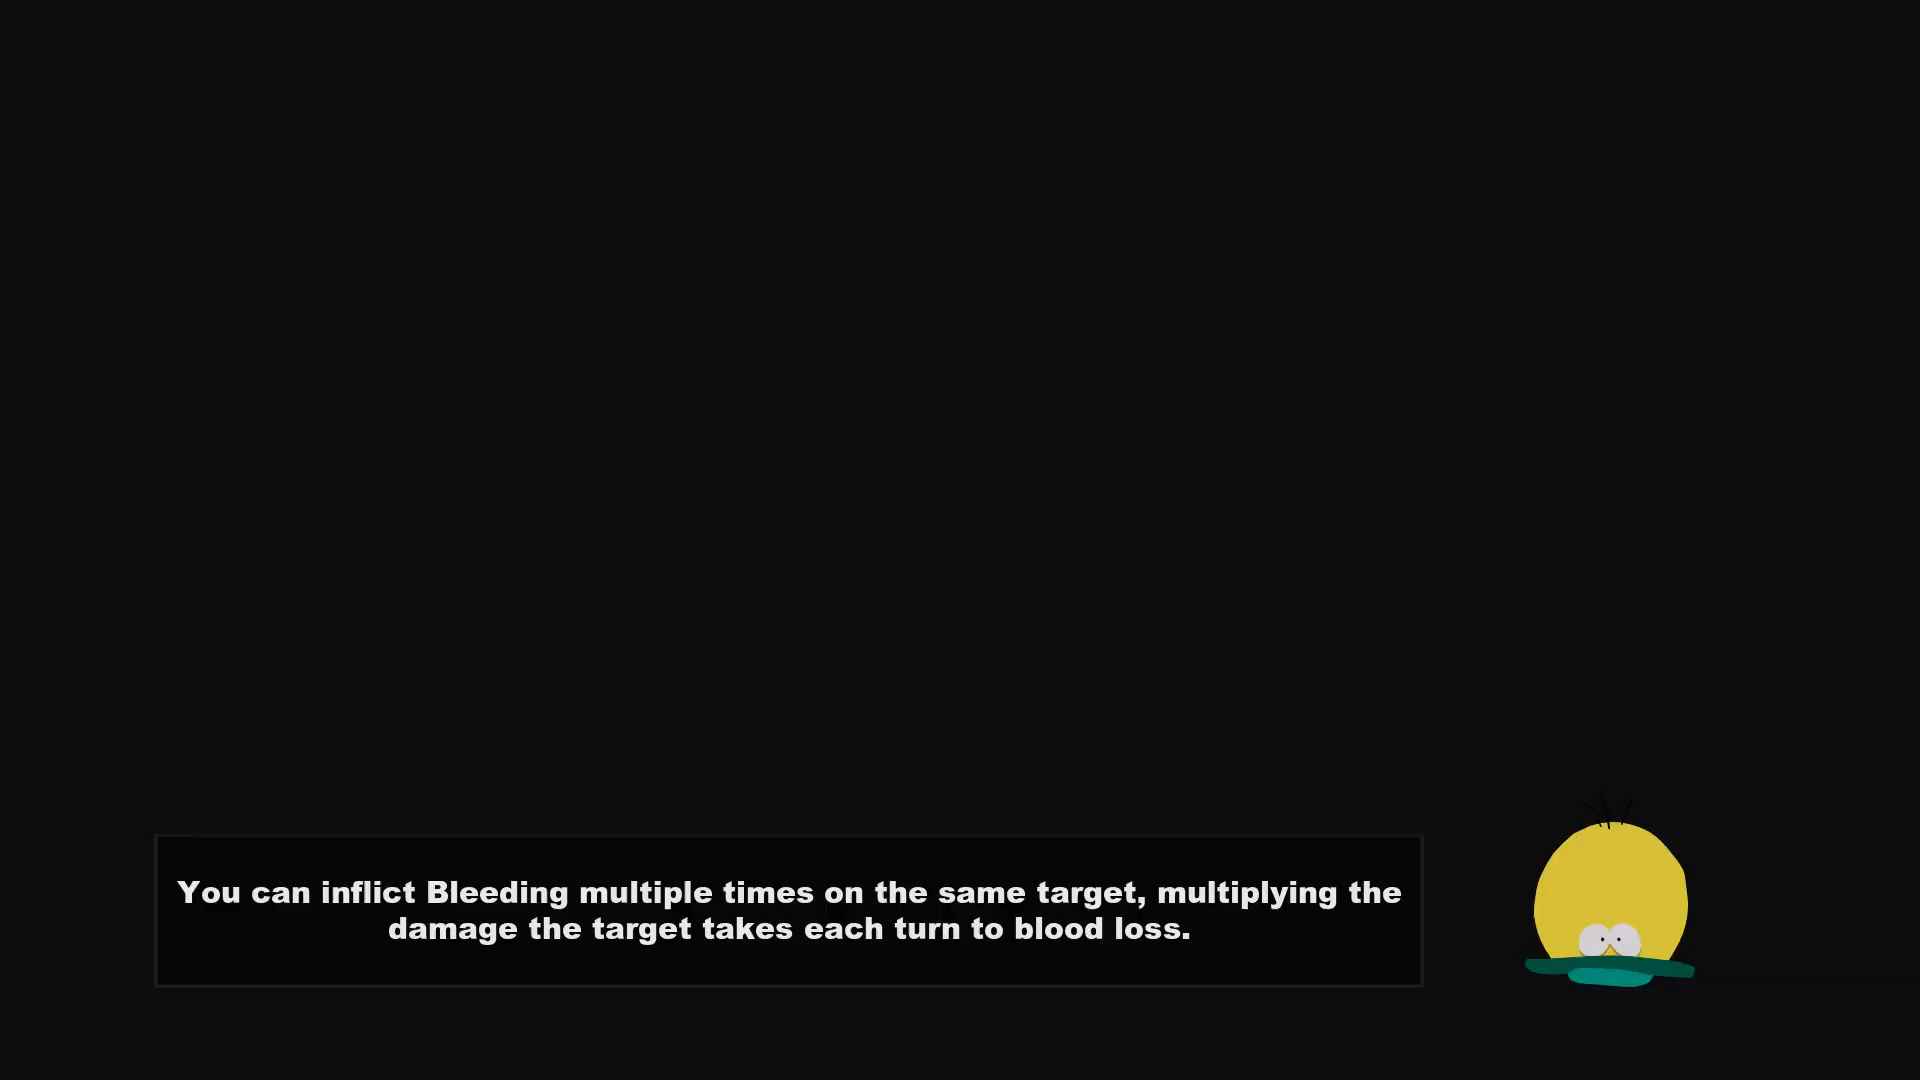 You can inflict Bleeding multiple times on the same target, multiplying the
damage the target takes each turn to blood loss.